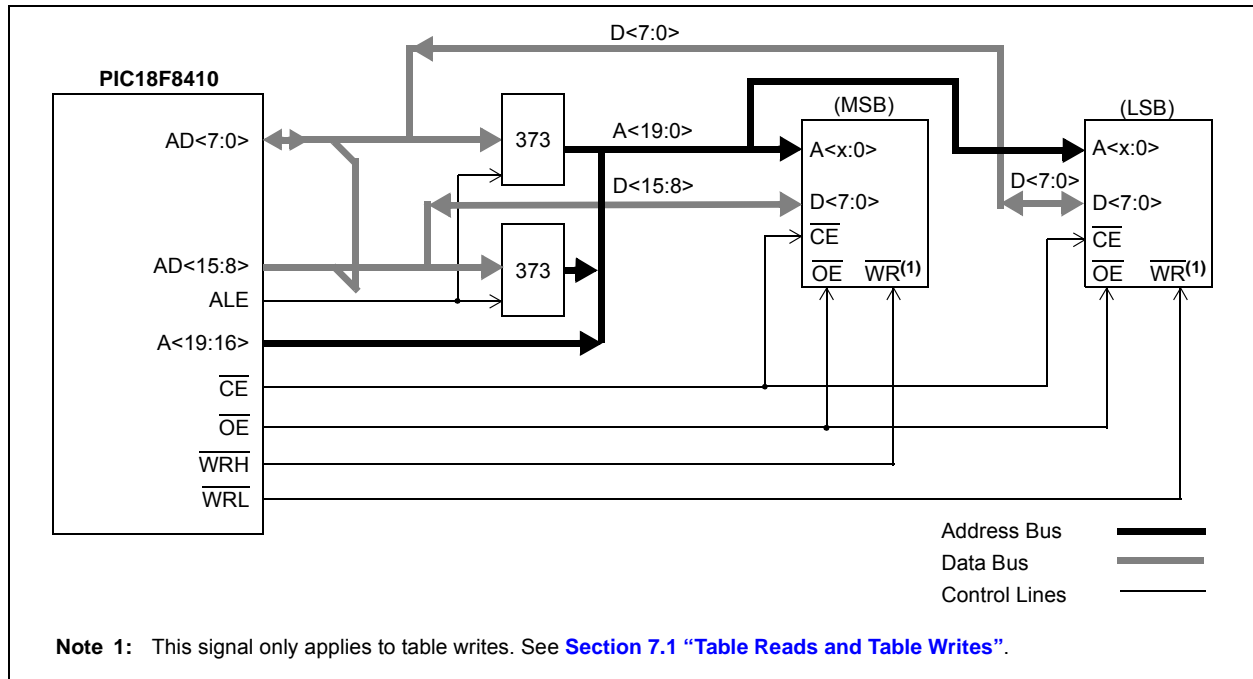 D<7:0>
PIC18F8410
(MSB)
(LSB)
AD<7:0>
373
A<19:0>
A<x:0>
A<x:0>
D<15:8>
D<7:0>
D<7:0>
D<7:0>
CE
CE
AD<15:8>
373
OE
WR(1)
OE
WR(1)
ALE
A<19:16>
CE
OE
WRH
WRL
Address Bus
Data Bus
Control Lines
Note 1: This signal only applies to table writes. See Section 7.1 “Table Reads and Table Writes”.